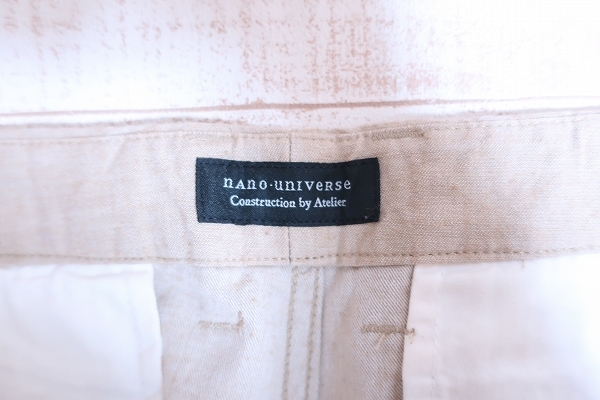 nano·universe
Construction by Atelier